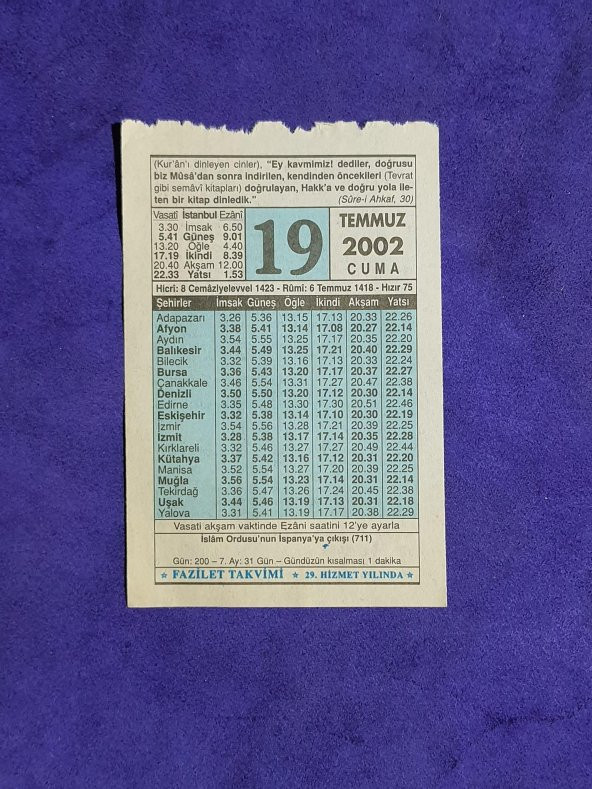 (Kur'ân'ı dinleyen cinler), "Ey kavmimiz! dediler, doğrusu
biz Mûsâ'dan sonra indirilen, kendinden öncekileri (Tevrat
gibi semâvî kitapları) doğrulayan, Hakk'a ve doğru yola ile-
ten bir kitap dinledik." (Sûre-i Ahkaf, 30)
Vasatî İstanbul Ezânî
3.30 İmsak 6.50
5.41 Güneş 9.01
13.20 Öğle 4.40
17.19 İkindi 8.39
20.40 Akşam 12.00
22.33 Yatsı 1.53
19
TEMMUZ
2002
CUMA
Hicrî: 8 Cemâziyelevvel 1423 - Rûmî: 6 Temmuz 1418 - Hızır 75
Şehirler İmsak Güneş Öğle İkindi Akşam Yatsı
Adapazarı 3.26 5.36 13.15 17.13 20.33 22.26
Afyon 3.38 5.41 13.14 17.08 20.27 22.14
Aydın 3.54 5.55 13.25 17.17 20.35 22.20
Balıkesir 3.44 5.49 13.25 17.21 20.40 22.29
Bilecik 3.32 5.39 13.16 17.13 20.33 22.24
Bursa 3.36 5.43 13.20 17.17 20.37 22.27
Çanakkale 3.46 5.54 13.31 17.27 20.47 22.38
Denizli 3.50 5.50 13.20 17.12 20.30 22.14
Edirne 3.35 5.48 13.30 17.30 20.51 22.46
Eskişehir 3.32 5.38 13.14 17.10 20.30 22.19
İzmir 3.54 5.56 13.28 17.21 20.39 22.25
İzmit 3.28 5.38 13.17 17.14 20.35 22.28
Kırklareli 3.32 5.46 13.27 17.27 20.49 22.44
Kütahya 3.37 5.42 13.16 17.12 20.31 22.20
Manisa 3.52 5.54 13.27 17.20 20.39 22.25
Muğla 3.56 5.54 13.23 17.14 20.31 22.14
Tekirdağ 3.36 5.47 13.26 17.24 20.45 22.38
Uşak 3.44 5.46 13.19 17.13 20.31 22.18
Yalova 3.31 5.41 13.19 17.17 20.38 22.29
Vasati akşam vaktinde Ezâni saatini 12'ye ayarla
İslâm Ordusu'nun İspanya'ya çıkışı (711)
Gün: 200 – 7. Ay: 31 Gün – Gündüzün kısalması 1 dakika
★ FAZİLET TAKVİMİ ★ 29. HİZMET YILINDA ★